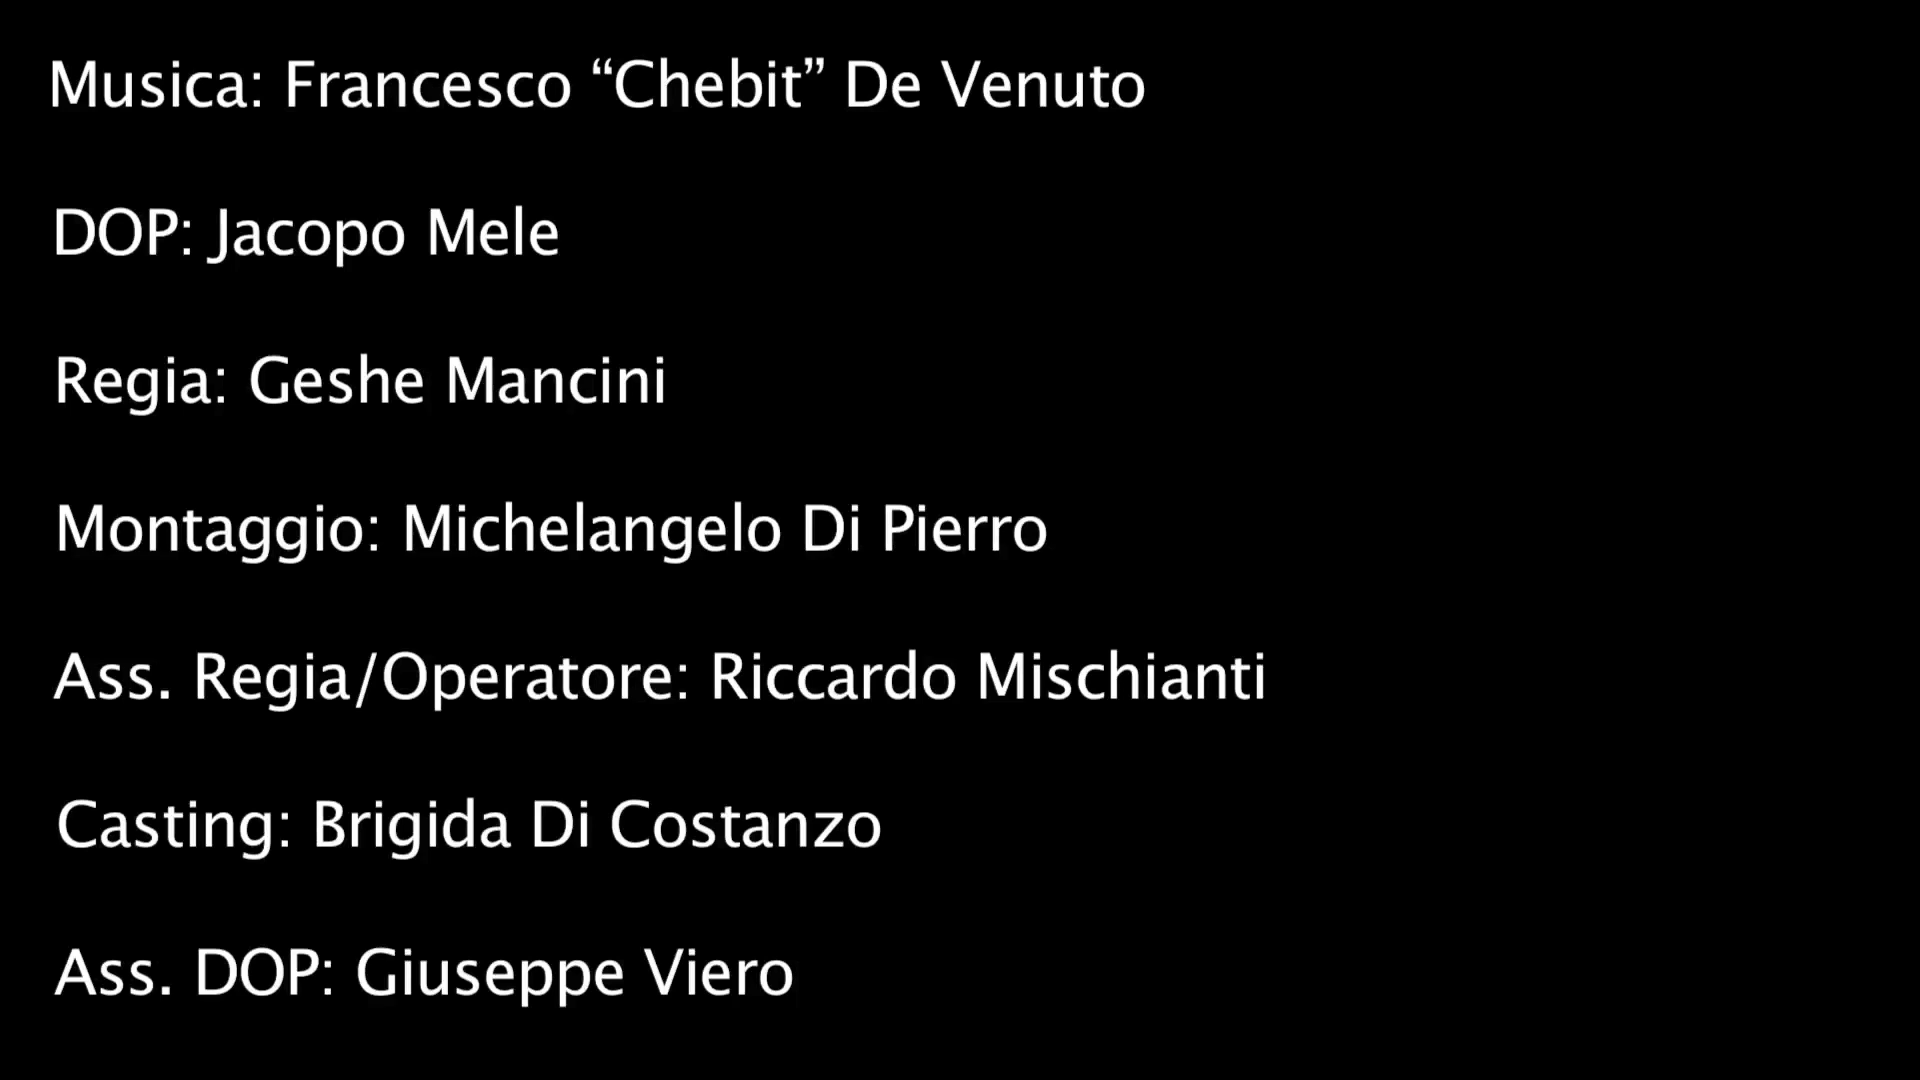 Musica: Francesco “Chebit” De Venuto
DOP: Jacopo Mele
Regia: Geshe Mancini
Montaggio: Michelangelo Di Pierro
Ass. Regia/Operatore: Riccardo Mischianti
Casting: Brigida Di Costanzo
Ass. DOP: Giuseppe Viero